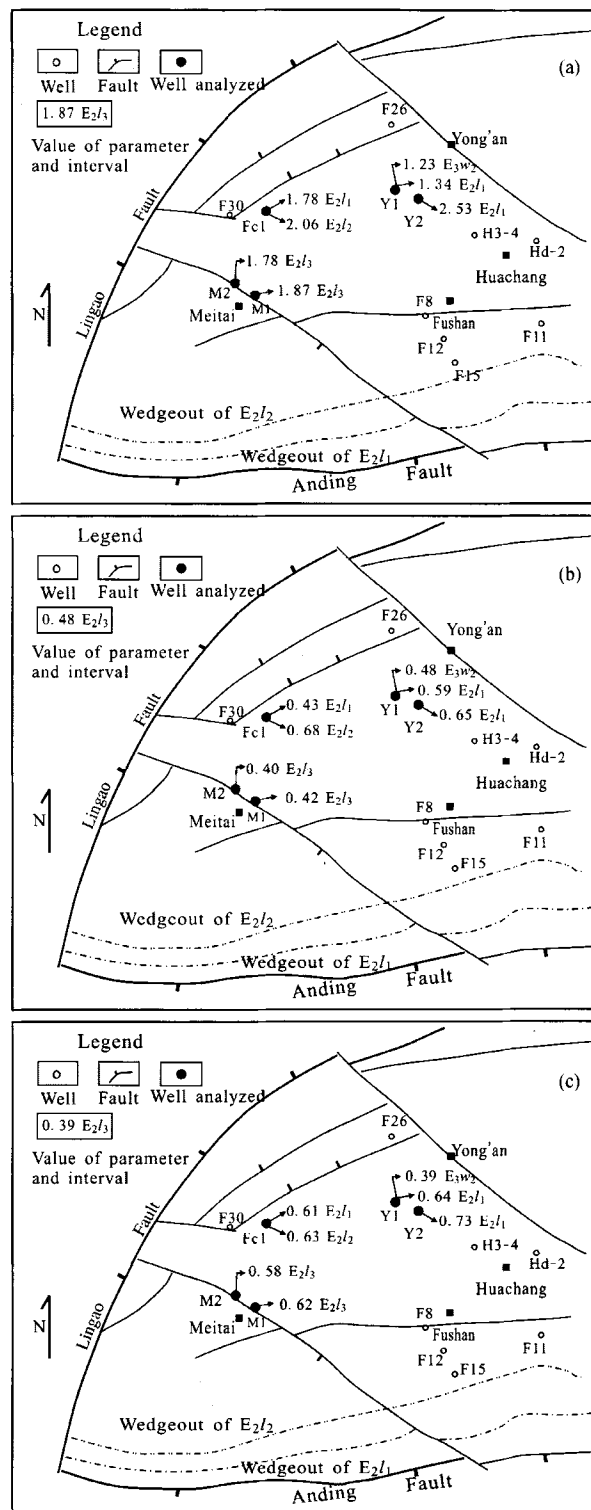 Legend
(a)
Well Fault Well analyzed
1.87 E₂l₃
Value of parameter
and interval
F26
Yong'an
1.23 E₃w₂
1.34 E₂l₁
Y1
Y2
2.53 E₂l₁
F30
1.78 E₂l₁
Fc1
2.06 E₂l₂
H3-4
Hd-2
Huachang
Fault
Lingao
1.78 E₂l₃
M2
1.87 E₂l₃
M1
Meitai
N
F8
Fushan
F12
F11
F15
Wedgeout of E₂l₂
Wedgeout of E₂l₁
Anding Fault
Legend
(b)
Well Fault Well analyzed
0.48 E₂l₃
Value of parameter
and interval
F26
Yong'an
0.48 E₃w₂
0.59 E₂l₁
Y1
Y2
0.65 E₂l₁
F30
0.43 E₂l₁
Fc1
0.68 E₂l₂
H3-4
Hd-2
Huachang
Fault
Lingao
0.40 E₂l₃
M2
0.42 E₂l₃
M1
Meitai
N
F8
Fushan
F12
F11
F15
Wedgeout of E₂l₂
Wedgeout of E₂l₁
Anding Fault
Legend
(c)
Well Fault Well analyzed
0.39 E₂l₃
Value of parameter
and interval
F26
Yong'an
0.39 E₃w₂
0.64 E₂l₁
Y1
Y2
0.73 E₂l₁
F30
0.61 E₂l₁
Fc1
0.63 E₂l₂
H3-4
Hd-2
Huachang
Fault
Lingao
0.58 E₂l₃
M2
0.62 E₂l₃
M1
Meitai
N
F8
Fushan
F12
F11
F15
Wedgeout of E₂l₂
Wedgeout of E₂l₁
Anding Fault